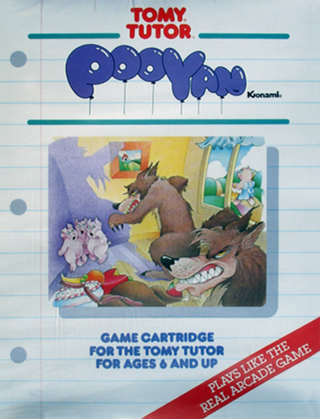 TOMY
TUTOR
POOYAN
Konami®
GAME CARTRIDGE
FOR THE TOMY TUTOR
FOR AGES 6 AND UP
PLAYS LIKE THE
REAL ARCADE GAME